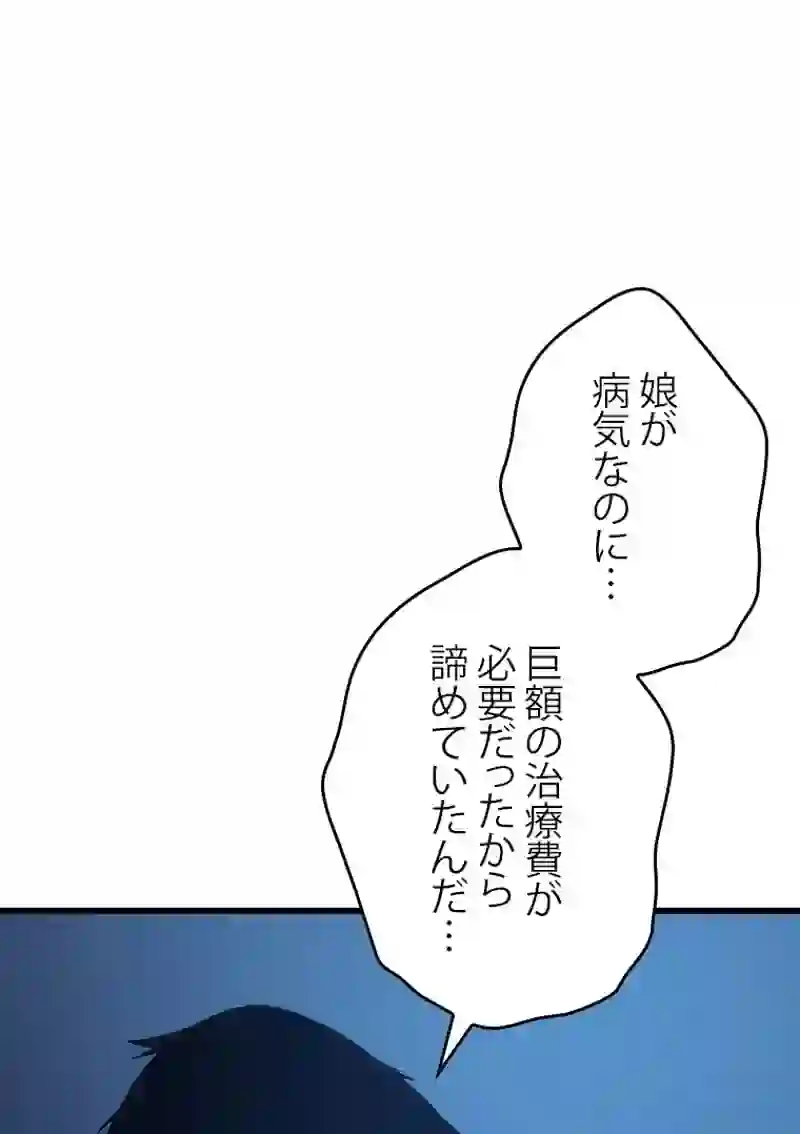 娘が
病気なのに…
巨額の治療費が
必要だったから
諦めていたんだ…